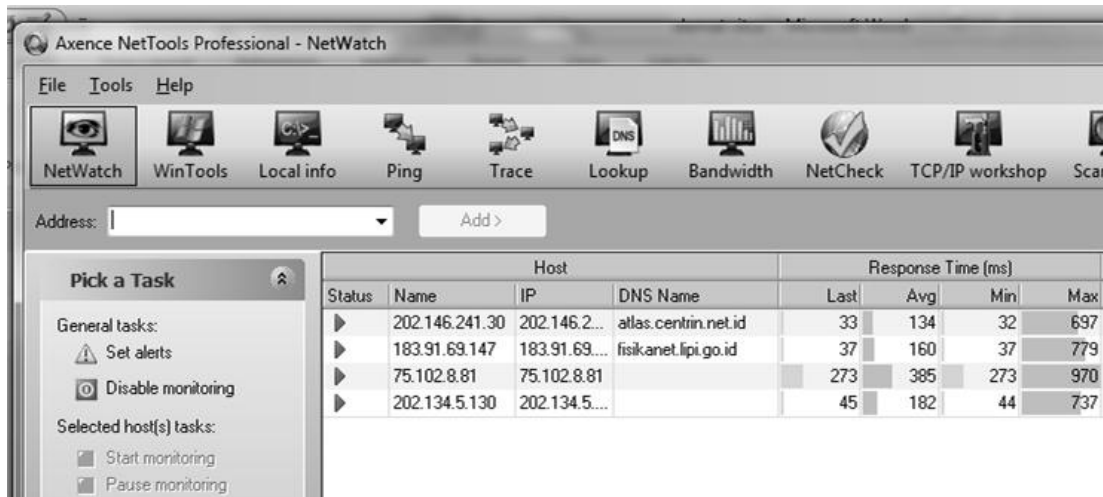 Axence NetTools Professional - NetWatch
File Tools Help
NetWatch WinTools Local info Ping Trace Lookup Bandwidth NetCheck TCP/IP workshop Sca
C:\>_
DNS
Address: Add >
Pick a Task
General tasks:
Set alerts
Disable monitoring
Selected host(s) tasks:
Start monitoring
Pause monitoring
Host Response Time (ms)
Status Name IP DNS Name Last Avg Min Max
202.146.241.30 202.146.2... atlas.centrin.net.id 33 134 32 697
183.91.69.147 183.91.69.... fisikanet.lipi.go.id 37 160 37 779
75.102.8.81 75.102.8.81 273 385 273 970
202.134.5.130 202.134.5.... 45 182 44 737